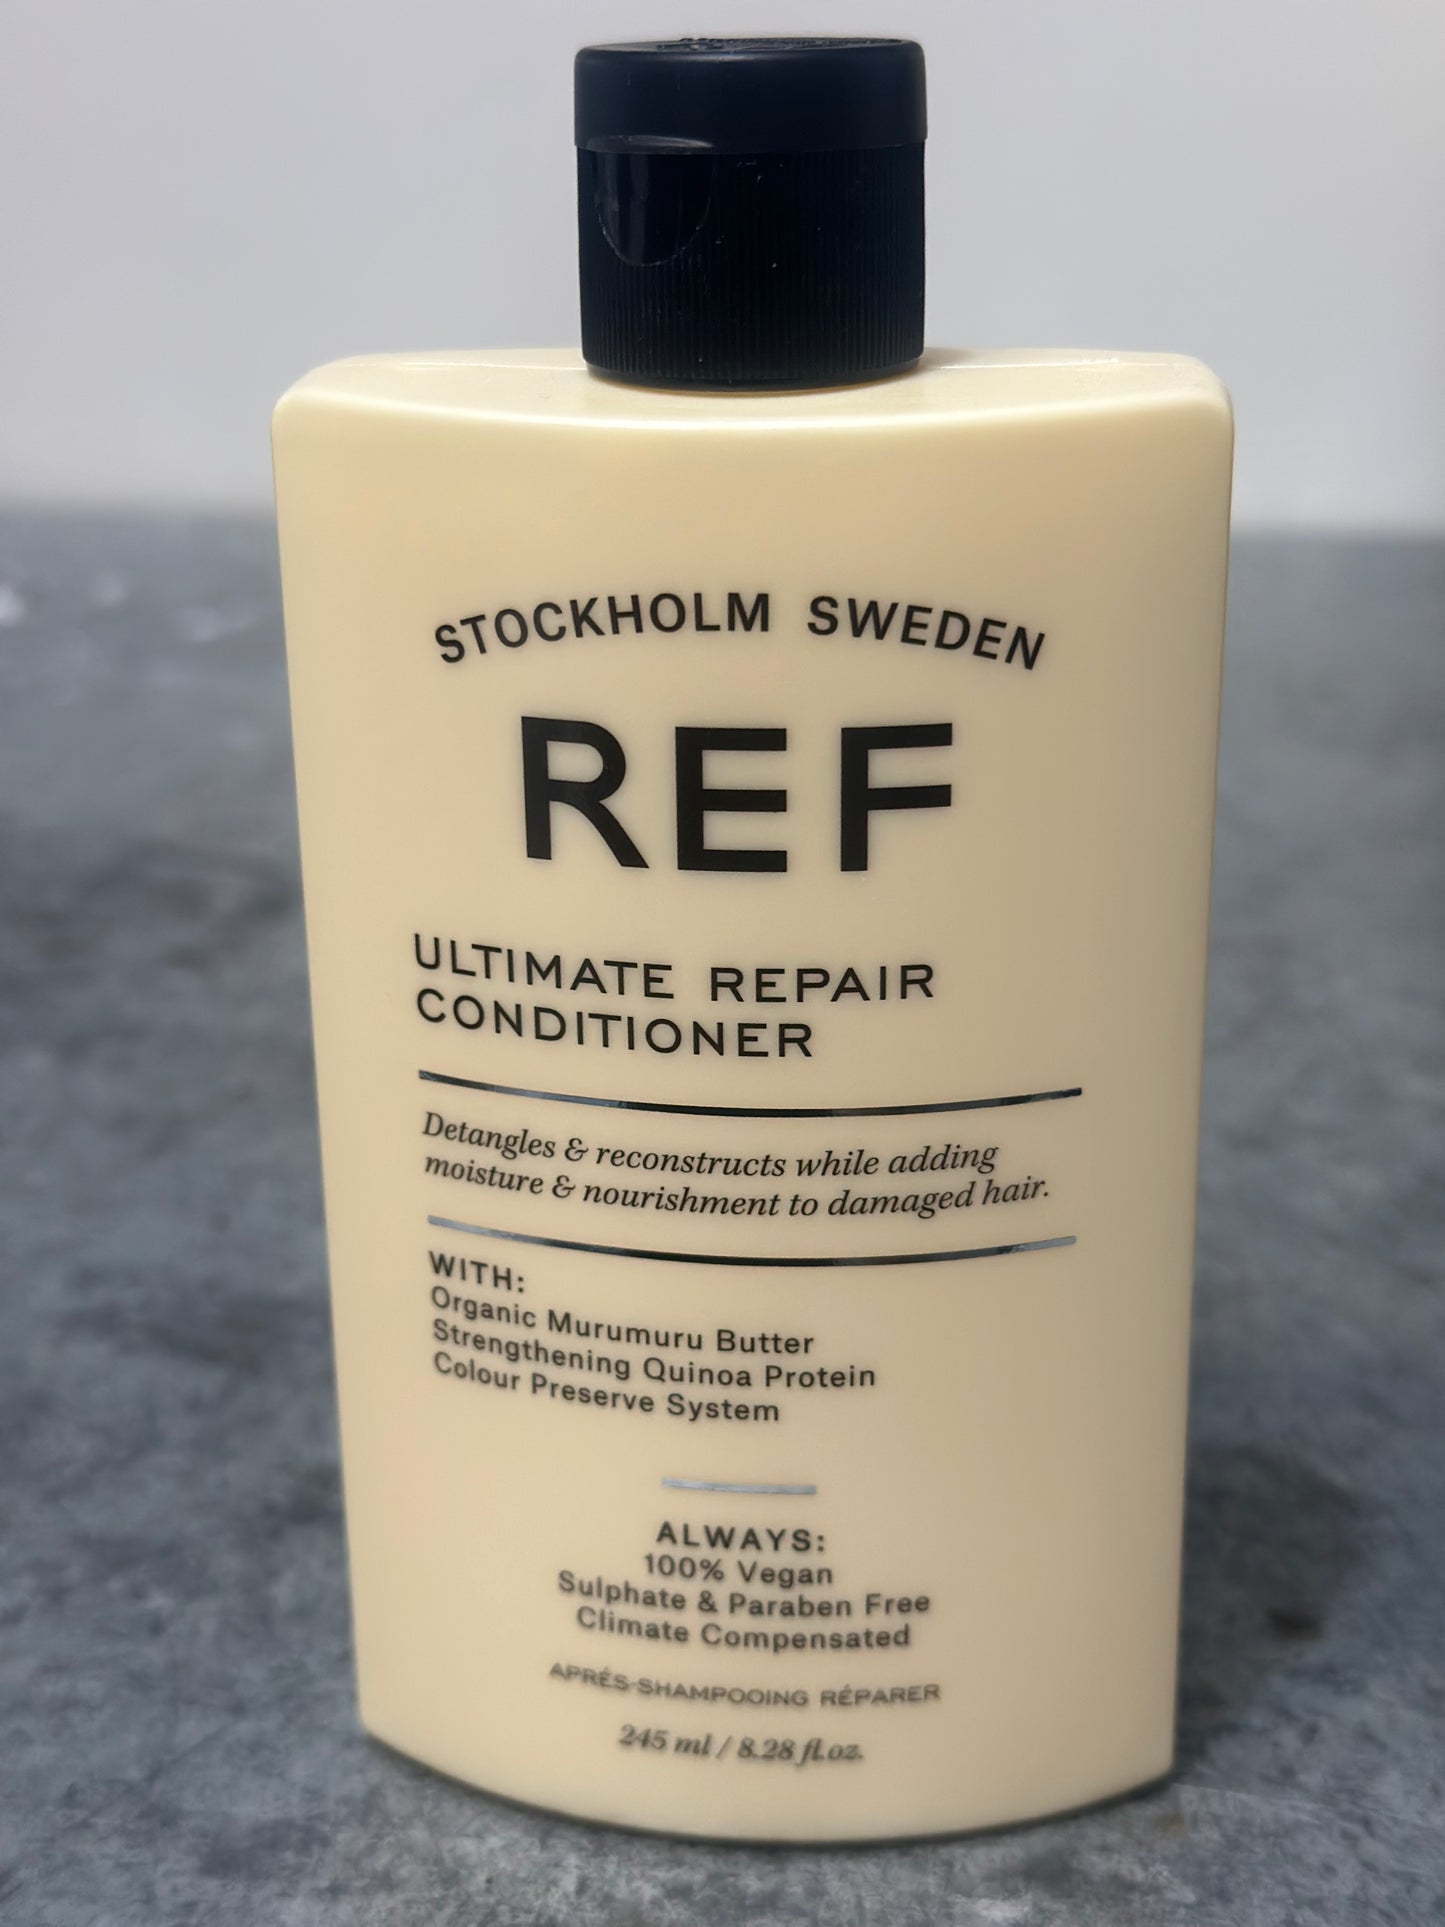 STOCKHOLM SWEDEN
REF
ULTIMATE REPAIR
CONDITIONER
Detangles & reconstructs while adding
moisture & nourishment to damaged hair.
WITH:
Organic Murumuru Butter
Strengthening Quinoa Protein
Colour Preserve System
ALWAYS:
100% Vegan
Sulphate & Paraben Free
Climate Compensated
APRÉS-SHAMPOOING RÉPARER
245 ml / 8.28 fl.oz.